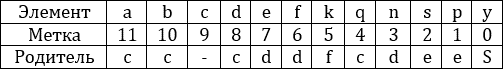 Элемент a b c d e f k q n s p y
Метка 11 10 9 8 7 6 5 4 3 2 1 0
Родитель c c - c d d f c d e e S